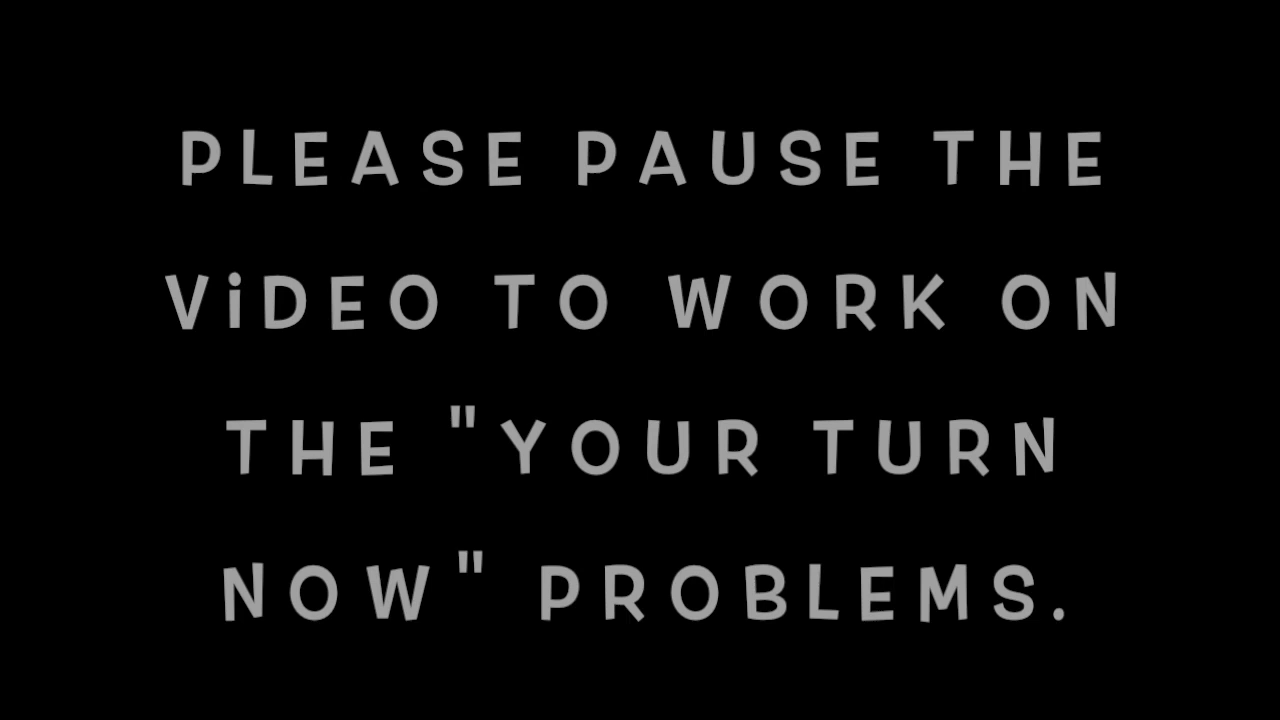 PLEASE PAUSE THE
ViDEO TO WORK ON
THE "YOUR TURN
NOW" PROBLEMS.